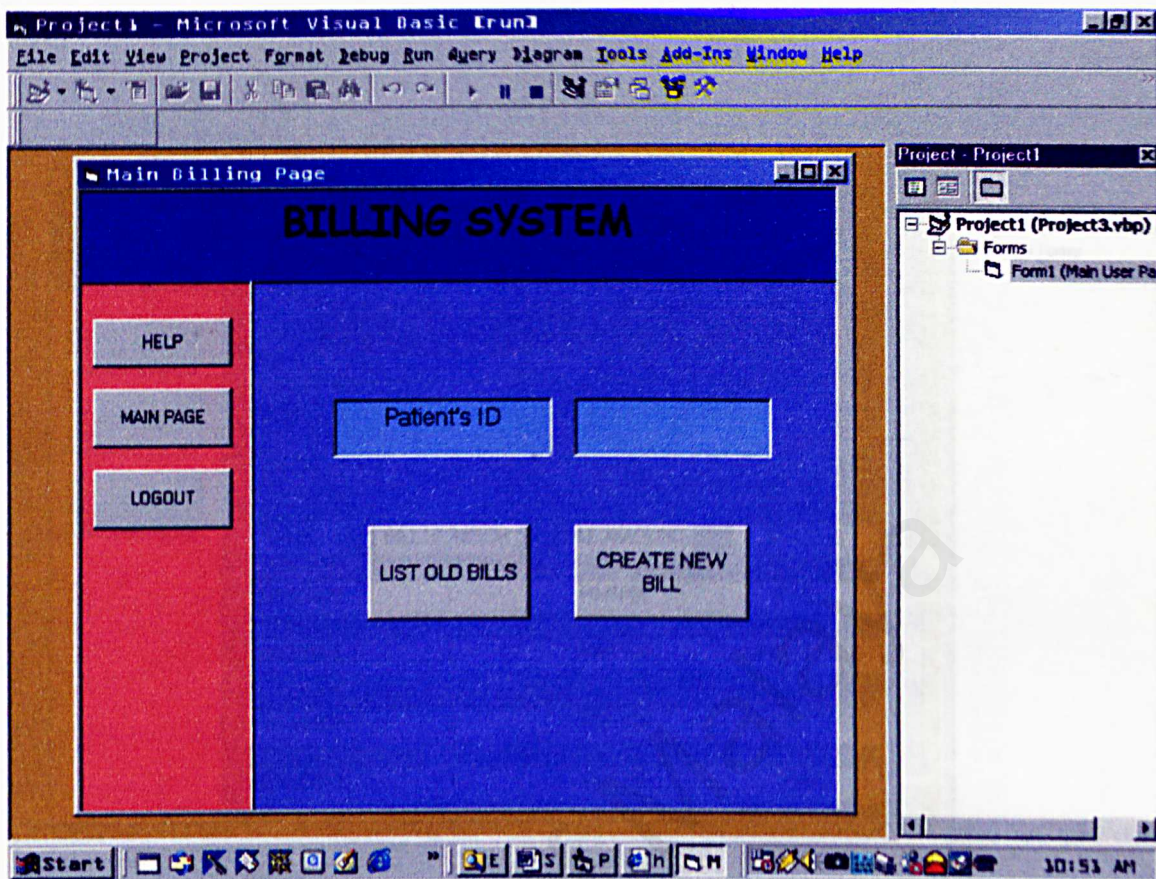 Project1 - Microsoft Visual Basic [run]
File Edit View Project Format Debug Run Query Diagram Tools Add-Ins Window Help
Main Billing Page
BILLING SYSTEM
HELP
MAIN PAGE
LOGOUT
Patient's ID
LIST OLD BILLS
CREATE NEW
BILL
Project - Project1
Project1 (Project3.vbp)
Forms
Form1 (Main User Pa
Start
E
S
P
h
M
10:51 AM